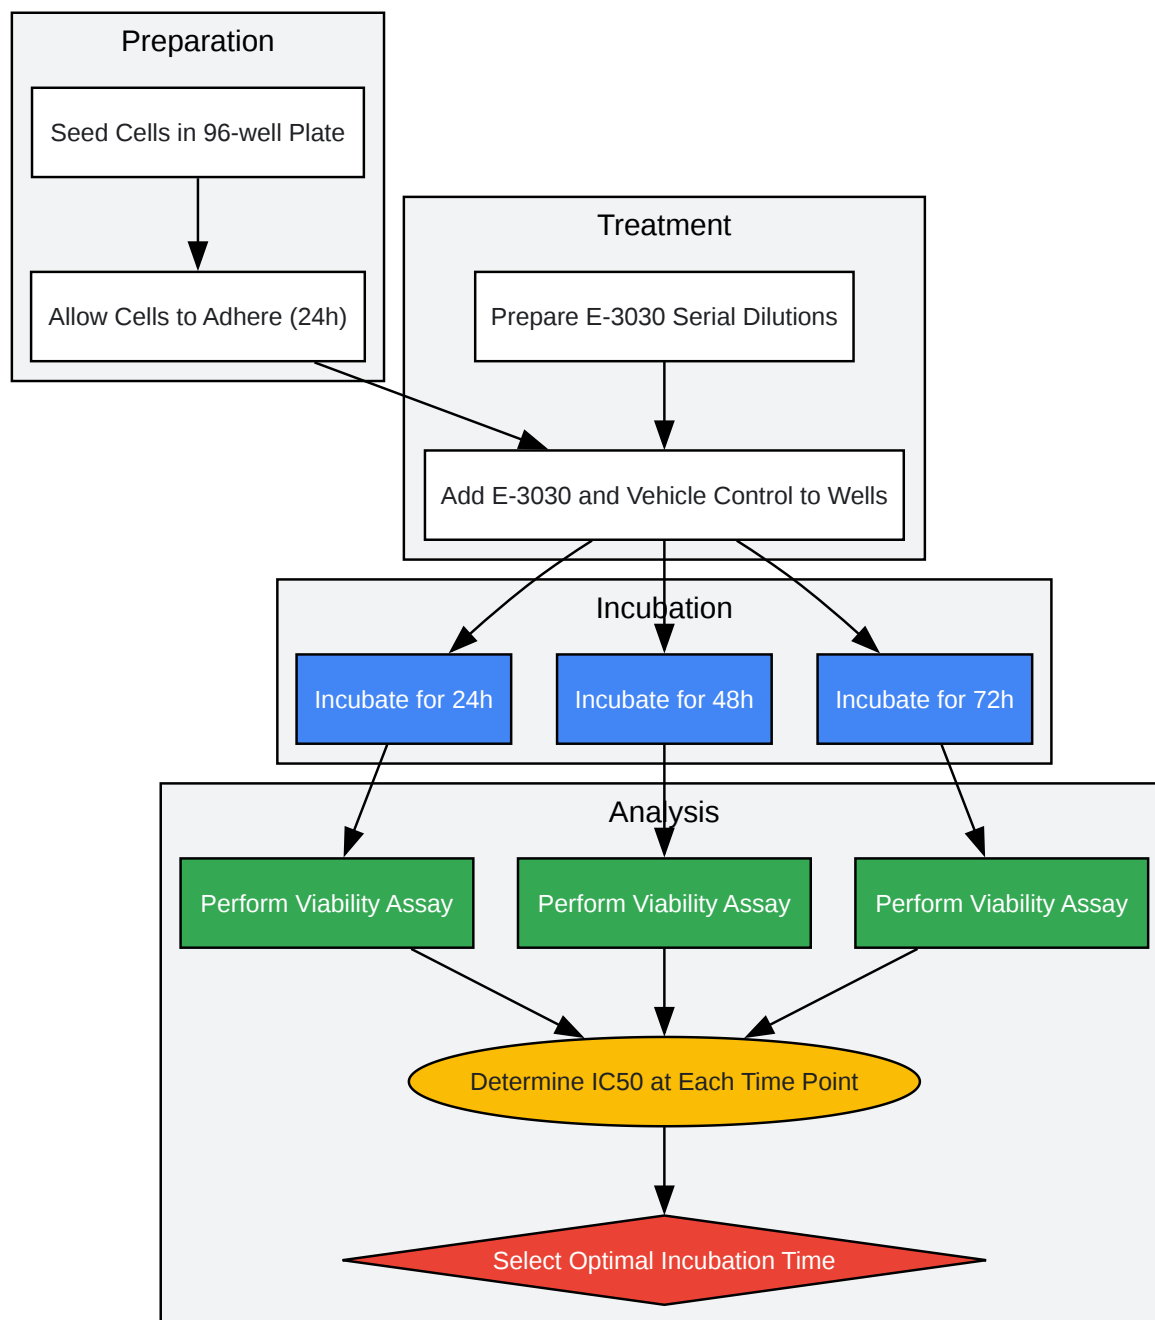 Preparation
Seed Cells in 96-well Plate
Allow Cells to Adhere (24h)
Treatment
Prepare E-3030 Serial Dilutions
Add E-3030 and Vehicle Control to Wells
Incubation
Incubate for 24h
Incubate for 48h
Incubate for 72h
Analysis
Perform Viability Assay
Perform Viability Assay
Perform Viability Assay
Determine IC50 at Each Time Point
Select Optimal Incubation Time